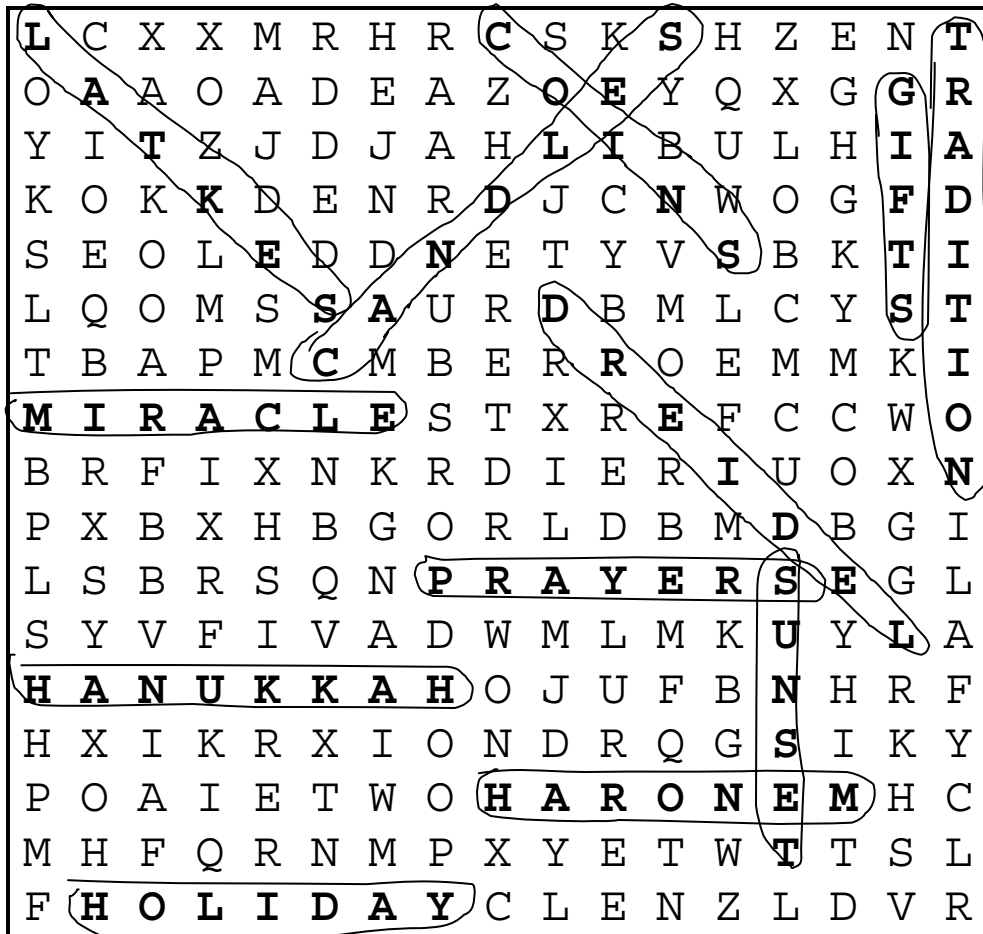 L C X X M R H R C S K S H Z E N T
O A A O A D E A Z O E Y Q X G G R
Y I T Z J D J A H L I B U L H I A
K O K K D E N R D J C N W O G F D
S E O L E D D N E T Y V S B K T I
L Q O M S S A U R D B M L C Y S T
T B A P M C M B E R R O E M M K I
M I R A C L E S T X R E F C C W O
B R F I X N K R D I E R I U O X N
P X B X H B G O R L D B M D B G I
L S B R S Q N P R A Y E R S E G L
S Y V F I V A D W M L M K U Y L A
H A N U K K A H O J U F B N H R F
H X I K R X I O N D R Q G S I K Y
P O A I E T W O H A R O N E M H C
M H F Q R N M P X Y E T W T T S L
F H O L I D A Y C L E N Z L D V R